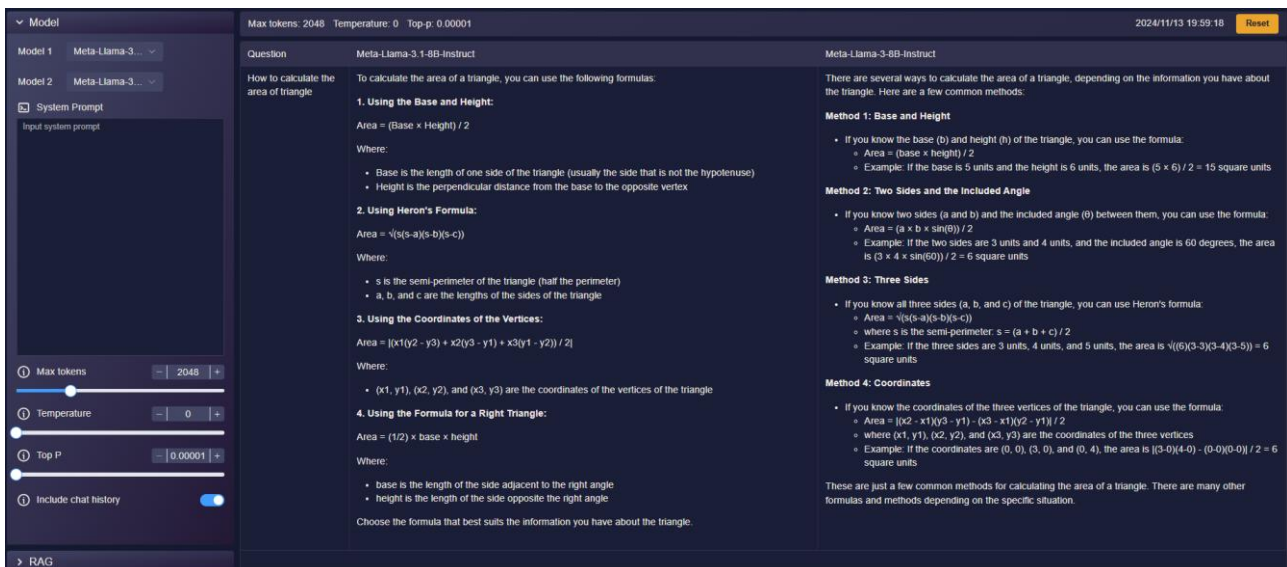 Model
Model 1 Meta-Llama-3...
Model 2 Meta-Llama-3...
System Prompt
Input system prompt
Max tokens - 2048 +
Temperature - 0 +
Top P - 0.00001 +
Include chat history
RAG
Max tokens: 2048 Temperature: 0 Top-p: 0.00001 2024/11/13 19:59:18 Reset
Question Meta-Llama-3.1-8B-Instruct Meta-Llama-3-8B-Instruct
How to calculate the
area of triangle
To calculate the area of a triangle, you can use the following formulas:
1. Using the Base and Height:
Area = (Base × Height) / 2
Where:
• Base is the length of one side of the triangle (usually the side that is not the hypotenuse)
• Height is the perpendicular distance from the base to the opposite vertex
2. Using Heron's Formula:
Area = √(s(s-a)(s-b)(s-c))
Where:
• s is the semi-perimeter of the triangle (half the perimeter)
• a, b, and c are the lengths of the sides of the triangle
3. Using the Coordinates of the Vertices:
Area = |(x1(y2 - y3) + x2(y3 - y1) + x3(y1 - y2)) / 2|
Where:
• (x1, y1), (x2, y2), and (x3, y3) are the coordinates of the vertices of the triangle
4. Using the Formula for a Right Triangle:
Area = (1/2) × base × height
Where:
• base is the length of the side adjacent to the right angle
• height is the length of the side opposite the right angle
Choose the formula that best suits the information you have about the triangle.
There are several ways to calculate the area of a triangle, depending on the information you have about
the triangle. Here are a few common methods:
Method 1: Base and Height
• If you know the base (b) and height (h) of the triangle, you can use the formula:
◦ Area = (base × height) / 2
◦ Example: If the base is 5 units and the height is 6 units, the area is (5 × 6) / 2 = 15 square units
Method 2: Two Sides and the Included Angle
• If you know two sides (a and b) and the included angle (θ) between them, you can use the formula:
◦ Area = (a × b × sin(θ)) / 2
◦ Example: If the two sides are 3 units and 4 units, and the included angle is 60 degrees, the area
is (3 × 4 × sin(60)) / 2 = 6 square units
Method 3: Three Sides
• If you know all three sides (a, b, and c) of the triangle, you can use Heron's formula:
◦ Area = √(s(s-a)(s-b)(s-c))
◦ where s is the semi-perimeter: s = (a + b + c) / 2
◦ Example: If the three sides are 3 units, 4 units, and 5 units, the area is √((6)(3-3)(3-4)(3-5)) = 6
square units
Method 4: Coordinates
• If you know the coordinates of the three vertices of the triangle, you can use the formula:
◦ Area = |(x2 - x1)(y3 - y1) - (x3 - x1)(y2 - y1)| / 2
◦ where (x1, y1), (x2, y2), and (x3, y3) are the coordinates of the three vertices
◦ Example: If the coordinates are (0, 0), (3, 0), and (0, 4), the area is |(3-0)(4-0) - (0-0)(0-0)| / 2 = 6
square units
These are just a few common methods for calculating the area of a triangle. There are many other
formulas and methods depending on the specific situation.